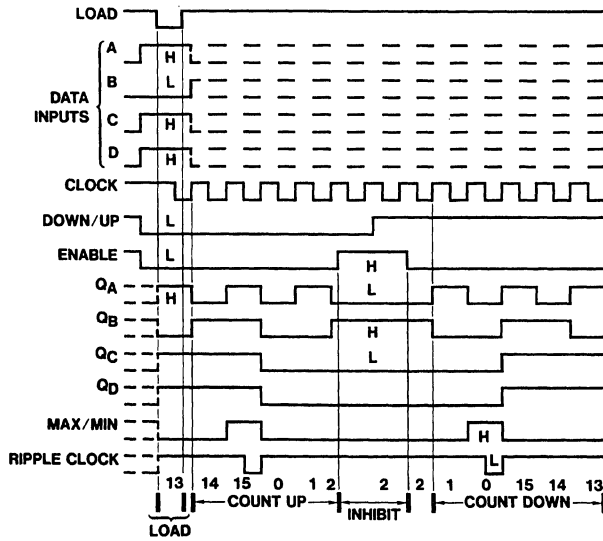 LOAD
A
H
B
L
DATA
INPUTS
C
H
D
H
CLOCK
DOWN/UP L
ENABLE L
H
QA
H
L
QB
H
QC
L
QD
MAX/MIN
H
RIPPLE CLOCK
L
13 14 15 0 1 2 2 2 1 0 15 14 13
COUNT UP
INHIBIT
COUNT DOWN
LOAD